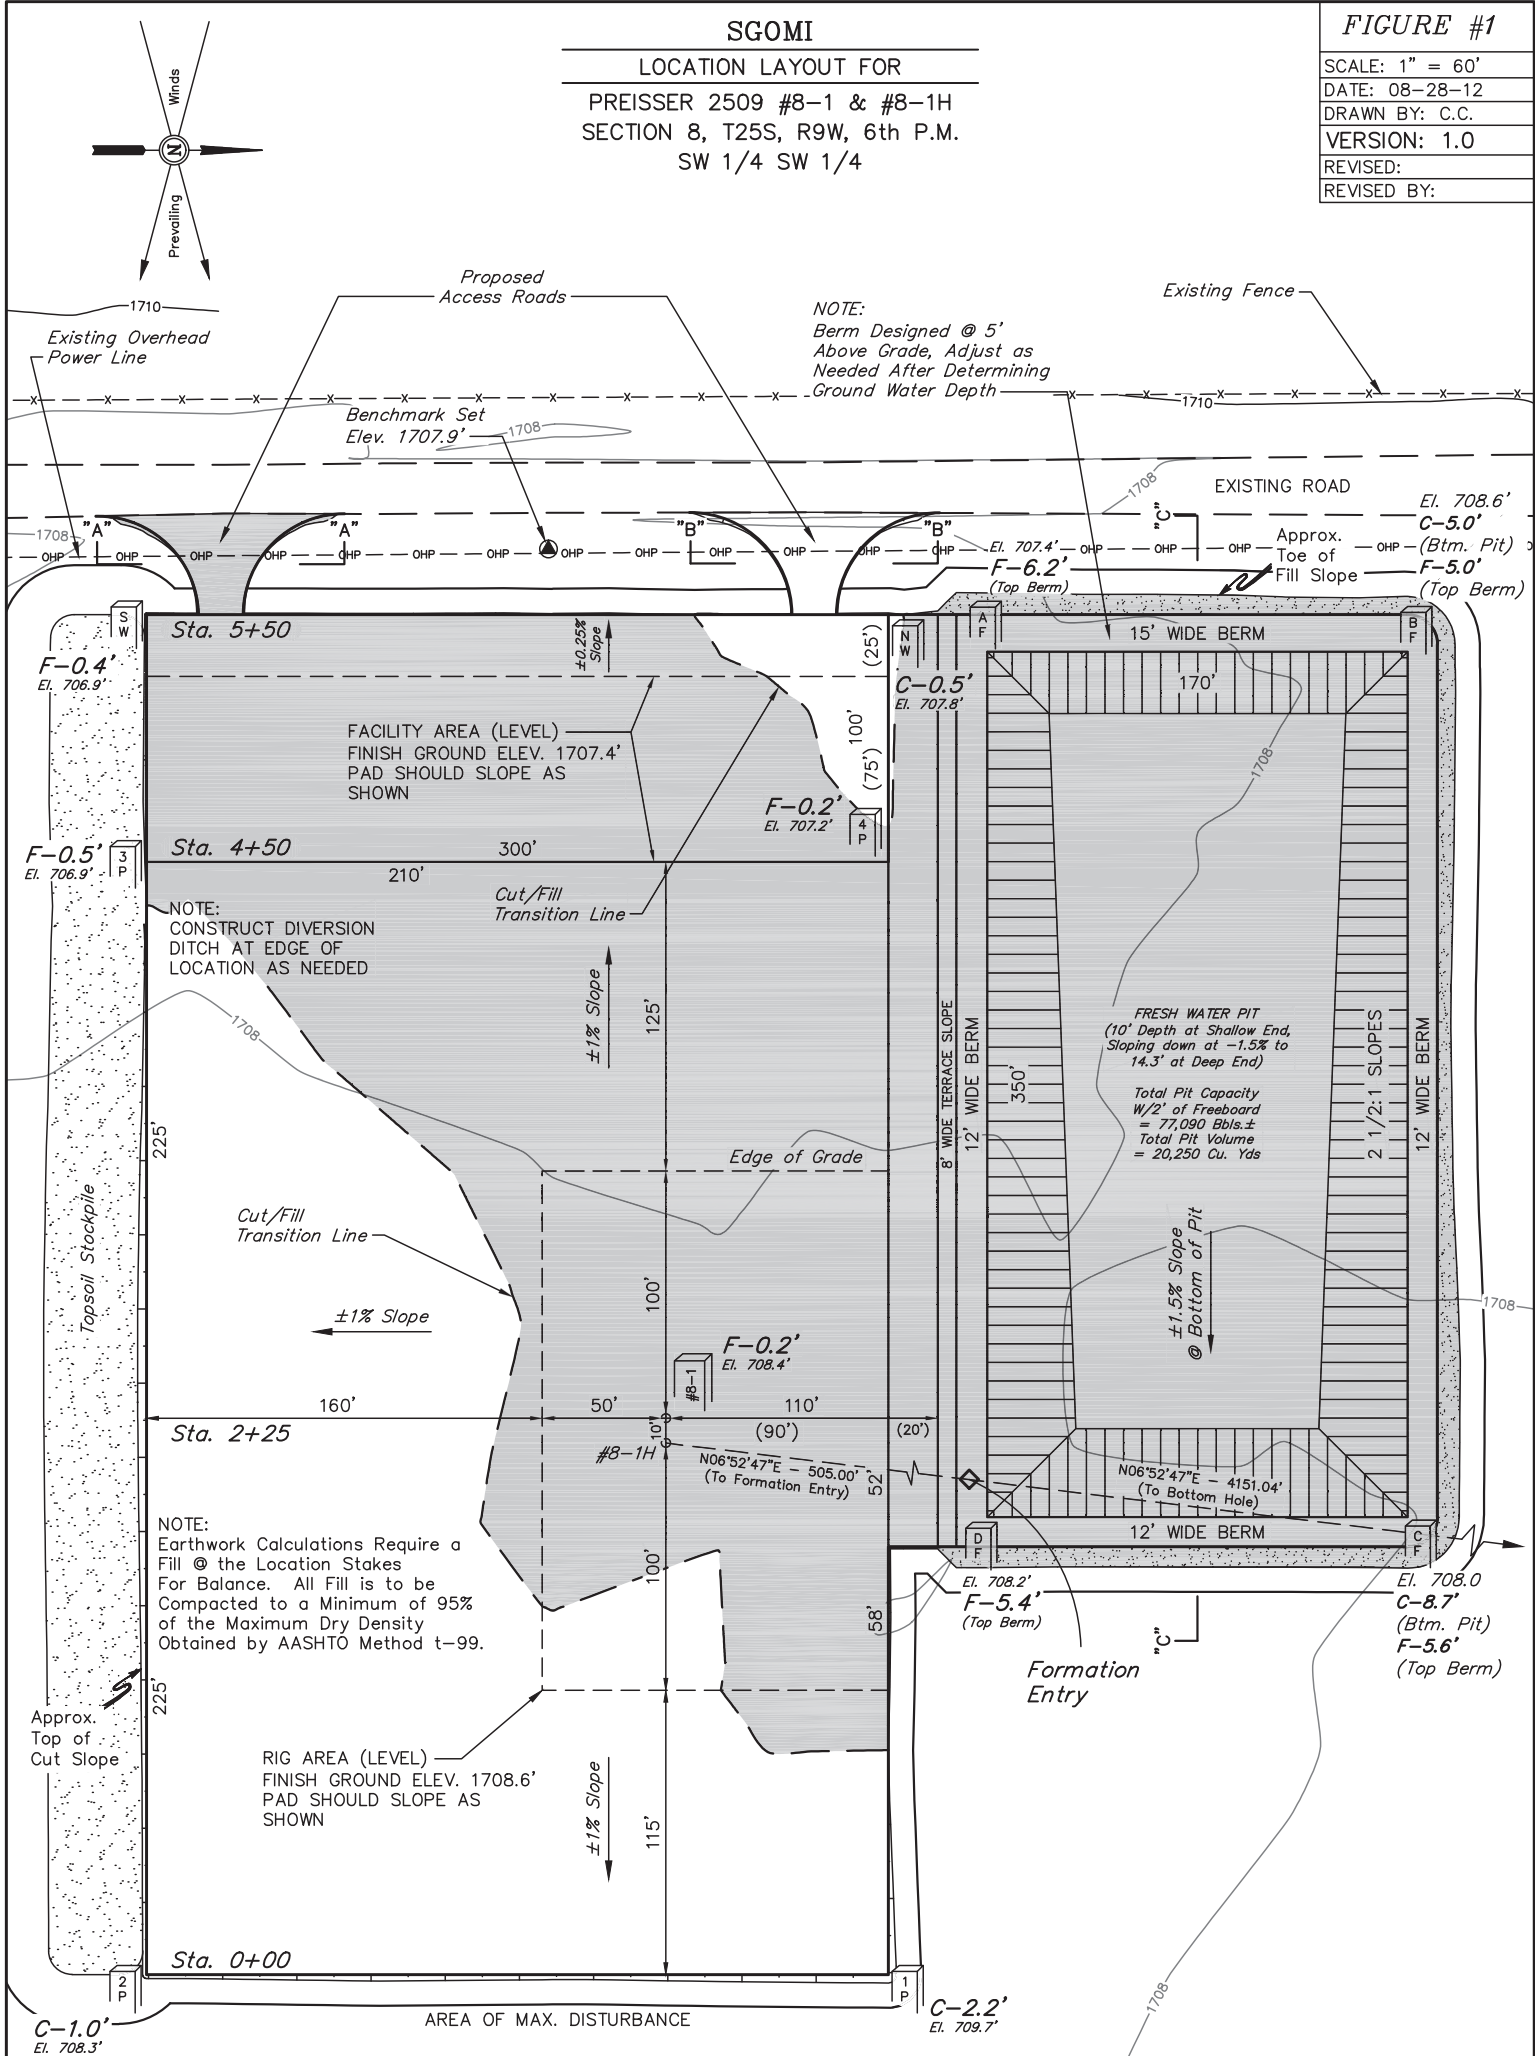 SGOMI
LOCATION LAYOUT FOR
PREISSER 2509 #8-1 & #8-1H
SECTION 8, T25S, R9W, 6th P.M.
SW 1/4 SW 1/4
FIGURE #1
SCALE: 1" = 60'
DATE: 08-28-12
DRAWN BY: C.C.
VERSION: 1.0
REVISED:
REVISED BY:
Winds
N
Prevailing
1710
Proposed
Access Roads
Existing Overhead
Power Line
NOTE:
Berm Designed @ 5'
Above Grade, Adjust as
Needed After Determining
Ground Water Depth
Existing Fence
1710
Benchmark Set
Elev. 1707.9'
1708
1708
EXISTING ROAD
1708
"A"
"A"
"B"
"B"
"C"
OHP OHP OHP OHP OHP OHP OHP OHP OHP OHP OHP OHP OHP OHP OHP
El. 707.4'
F-6.2'
(Top Berm)
Approx.
Toe of
Fill Slope
El. 708.6'
C-5.0'
(Btm. Pit)
F-5.0'
(Top Berm)
S
W
Sta. 5+50
±0.25%
Slope
(25')
N
W
A
F
15' WIDE BERM
B
F
F-0.4'
El. 706.9'
C-0.5'
El. 707.8'
170'
FACILITY AREA (LEVEL)
FINISH GROUND ELEV. 1707.4'
PAD SHOULD SLOPE AS
SHOWN
100'
(75')
1708
F-0.2'
El. 707.2'
4
P
F-0.5'
El. 706.9'
3
P
Sta. 4+50
300'
210'
Cut/Fill
Transition Line
NOTE:
CONSTRUCT DIVERSION
DITCH AT EDGE OF
LOCATION AS NEEDED
1708
±1% Slope
125'
8' WIDE TERRACE SLOPE
12' WIDE BERM
350'
FRESH WATER PIT
(10' Depth at Shallow End,
Sloping down at -1.5% to
14.3' at Deep End)
Total Pit Capacity
W/2' of Freeboard
= 77,090 Bbls.±
Total Pit Volume
= 20,250 Cu. Yds
2 1/2:1 SLOPES
12' WIDE BERM
225'
Edge of Grade
Topsoil Stockpile
Cut/Fill
Transition Line
±1% Slope
100'
±1.5% Slope
@ Bottom of Pit
1708
F-0.2'
El. 708.4'
#8-1
160'
50'
110'
(90')
(20')
Sta. 2+25
10'
#8-1H
N06°52'47"E - 505.00'
(To Formation Entry)
52'
N06°52'47"E - 4151.04'
(To Bottom Hole)
NOTE:
Earthwork Calculations Require a
Fill @ the Location Stakes
For Balance. All Fill is to be
Compacted to a Minimum of 95%
of the Maximum Dry Density
Obtained by AASHTO Method t-99.
100'
D
F
12' WIDE BERM
C
F
El. 708.2'
F-5.4'
(Top Berm)
58'
"C"
El. 708.0
C-8.7'
(Btm. Pit)
F-5.6'
(Top Berm)
Formation
Entry
225'
Approx.
Top of
Cut Slope
RIG AREA (LEVEL)
FINISH GROUND ELEV. 1708.6'
PAD SHOULD SLOPE AS
SHOWN
±1% Slope
115'
Sta. 0+00
2
P
1
P
1708
C-1.0'
El. 708.3'
AREA OF MAX. DISTURBANCE
C-2.2'
El. 709.7'